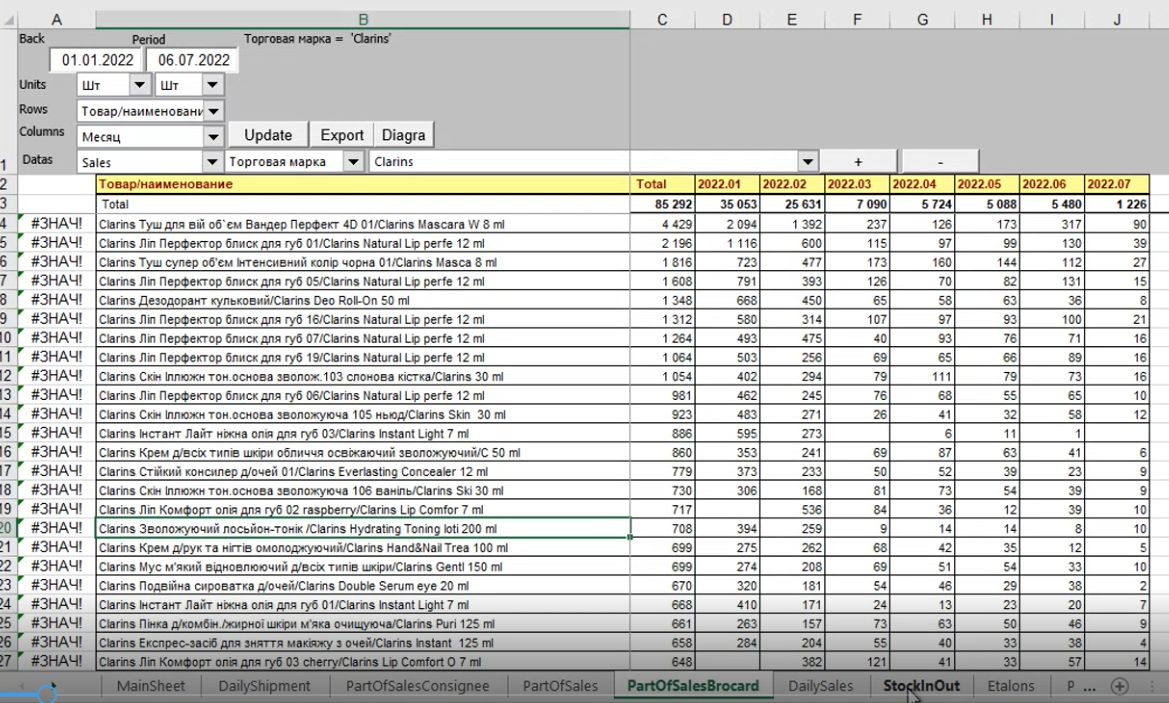 A B C D E F G H I J
Back Period Торговая марка = 'Clarins'
01.01.2022 06.07.2022
Units Шт Шт
Rows Товар/наименовани
Columns Месяц Update Export Diagra
1 Datas Sales Торговая марка Clarins + -
2 Товар/наименование Total 2022.01 2022.02 2022.03 2022.04 2022.05 2022.06 2022.07
3 Total 85 292 35 053 25 631 7 090 5 724 5 088 5 480 1 226
4 #ЗНАЧ! Clarins Туш для вій об`єм Вандер Перфект 4D 01/Clarins Mascara W 8 ml 4 429 2 094 1 392 237 126 173 317 90
5 #ЗНАЧ! Clarins Ліп Перфектор блиск для губ 01/Clarins Natural Lip perfe 12 ml 2 196 1 116 600 115 97 99 130 39
6 #ЗНАЧ! Clarins Туш супер об'єм Інтенсивний колір чорна 01/Clarins Masca 8 ml 1 816 723 477 173 160 144 112 27
7 #ЗНАЧ! Clarins Ліп Перфектор блиск для губ 05/Clarins Natural Lip perfe 12 ml 1 608 791 393 126 70 82 131 15
8 #ЗНАЧ! Clarins Дезодорант кульковий/Clarins Deo Roll-On 50 ml 1 348 668 450 65 58 63 36 8
9 #ЗНАЧ! Clarins Ліп Перфектор блиск для губ 16/Clarins Natural Lip perfe 12 ml 1 312 580 314 107 97 93 100 21
10 #ЗНАЧ! Clarins Ліп Перфектор блиск для губ 07/Clarins Natural Lip perfe 12 ml 1 264 493 475 40 93 76 71 16
11 #ЗНАЧ! Clarins Ліп Перфектор блиск для губ 19/Clarins Natural Lip perfe 12 ml 1 064 503 256 69 65 66 89 16
12 #ЗНАЧ! Clarins Скін Іллюжн тон.основа зволож.103 слонова кістка/Clarins 30 ml 1 054 402 294 79 111 79 73 16
13 #ЗНАЧ! Clarins Ліп Перфектор блиск для губ 06/Clarins Natural Lip perfe 12 ml 981 462 245 76 68 55 65 10
14 #ЗНАЧ! Clarins Скін Іллюжн тон.основа зволожуюча 105 ньюд/Clarins Skin 30 ml 923 483 271 26 41 32 58 12
15 #ЗНАЧ! Clarins Інстант Лайт ніжна олія для губ 03/Clarins Instant Light 7 ml 886 595 273 6 11 1
16 #ЗНАЧ! Clarins Крем д/всіх типів шкіри обличчя освіжаючий зволожуючий/C 50 ml 860 353 241 69 87 63 41 6
17 #ЗНАЧ! Clarins Стійкий консилер д/очей 01/Clarins Everlasting Concealer 12 ml 779 373 233 50 52 39 23 9
18 #ЗНАЧ! Clarins Скін Іллюжн тон.основа зволожуюча 106 ваніль/Clarins Ski 30 ml 730 306 168 81 73 54 39 9
19 #ЗНАЧ! Clarins Ліп Комфорт олія для губ 02 raspberry/Clarins Lip Comfor 7 ml 717 536 84 36 12 39 10
20 #ЗНАЧ! Clarins Зволожуючий лосьйон-тонік /Clarins Hydrating Toning loti 200 ml 708 394 259 9 14 14 8 10
21 #ЗНАЧ! Clarins Крем д/рук та нігтів омолоджуючий/Clarins Hand&Nail Trea 100 ml 699 275 262 68 42 35 12 5
22 #ЗНАЧ! Clarins Мус м'який відновлюючий д/всіх типів шкіри/Clarins Gentl 150 ml 699 274 208 69 51 54 33 10
23 #ЗНАЧ! Clarins Подвійна сироватка д/очей/Clarins Double Serum eye 20 ml 670 320 181 54 46 29 38 2
24 #ЗНАЧ! Clarins Інстант Лайт ніжна олія для губ 01/Clarins Instant Light 7 ml 668 410 171 24 13 23 20 7
25 #ЗНАЧ! Clarins Пінка д/комбін./жирної шкіри м'яка очищуюча/Clarins Puri 125 ml 661 263 157 73 63 50 46 9
26 #ЗНАЧ! Clarins Експрес-засіб для зняття макіяжу з очей/Clarins Instant 125 ml 658 284 204 55 40 33 38 4
27 #ЗНАЧ! Clarins Ліп Комфорт олія для губ 03 cherry/Clarins Lip Comfort O 7 ml 648 382 121 41 33 57 14
MainSheet DailyShipment PartOfSalesConsignee PartOfSales PartOfSalesBrocard DailySales StockInOut Etalons P ...